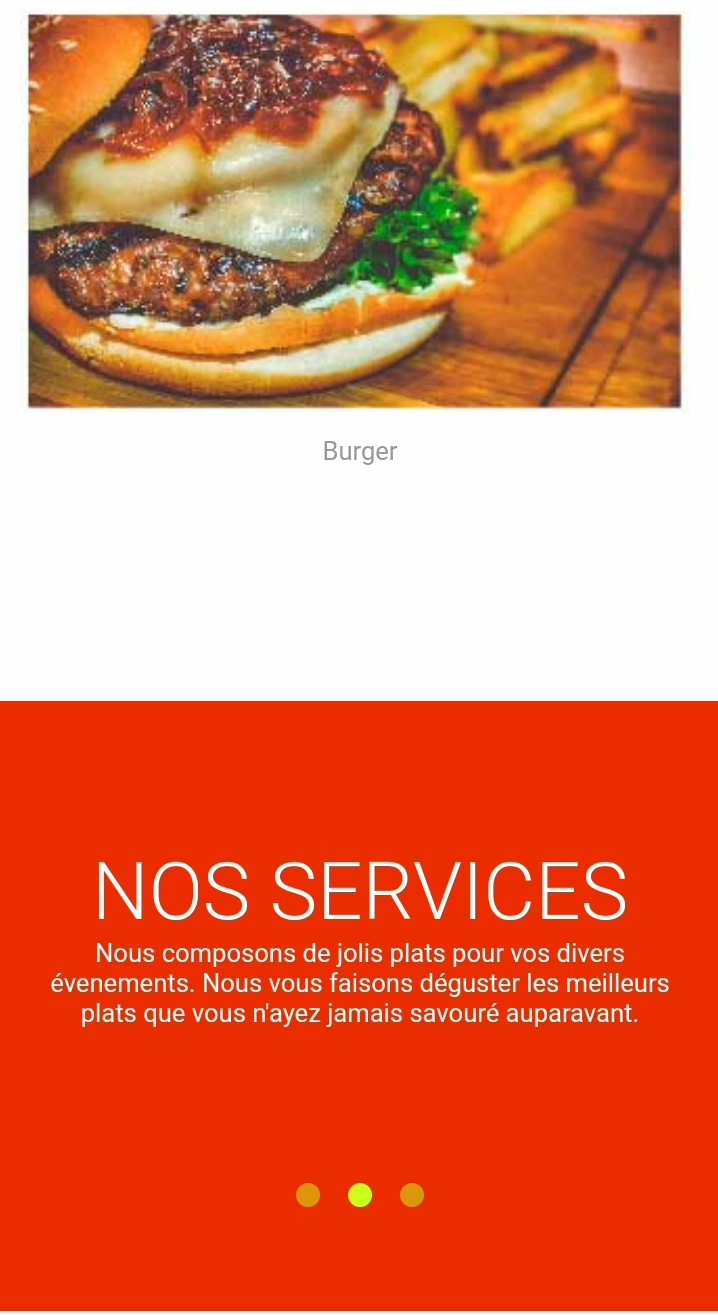 Burger
NOS SERVICES
Nous composons de jolis plats pour vos divers
évenements. Nous vous faisons déguster les meilleurs
plats que vous n'ayez jamais savouré auparavant.